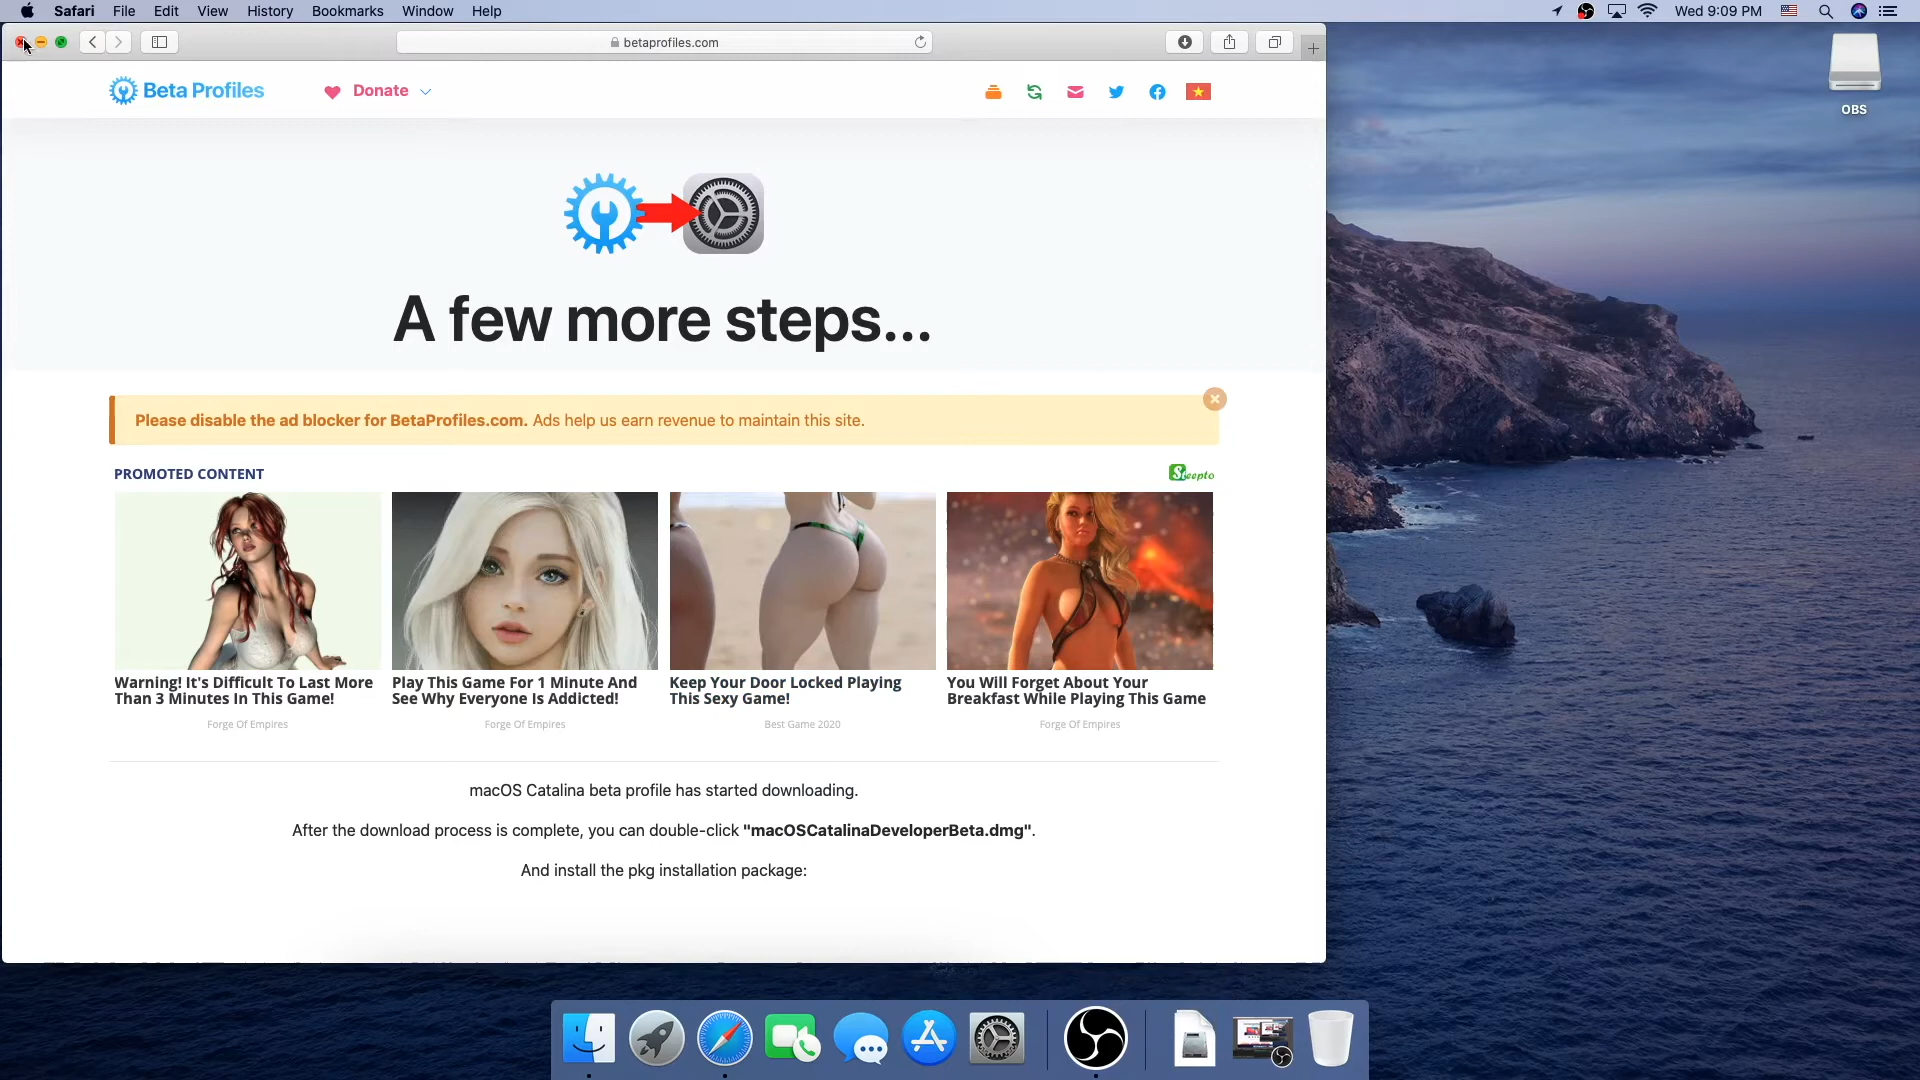 Safari File Edit View History Bookmarks Window Help
Wed 9:09 PM
betaprofiles.com
OBS
Beta Profiles
Donate
A few more steps...
Please disable the ad blocker for BetaProfiles.com. Ads help us earn revenue to maintain this site.
PROMOTED CONTENT
Steepto
Warning! It's Difficult To Last More
Than 3 Minutes In This Game!
Forge Of Empires
Play This Game For 1 Minute And
See Why Everyone Is Addicted!
Forge Of Empires
Keep Your Door Locked Playing
This Sexy Game!
Best Game 2020
You Will Forget About Your
Breakfast While Playing This Game
Forge Of Empires
macOS Catalina beta profile has started downloading.
After the download process is complete, you can double-click "macOSCatalinaDeveloperBeta.dmg".
And install the pkg installation package: